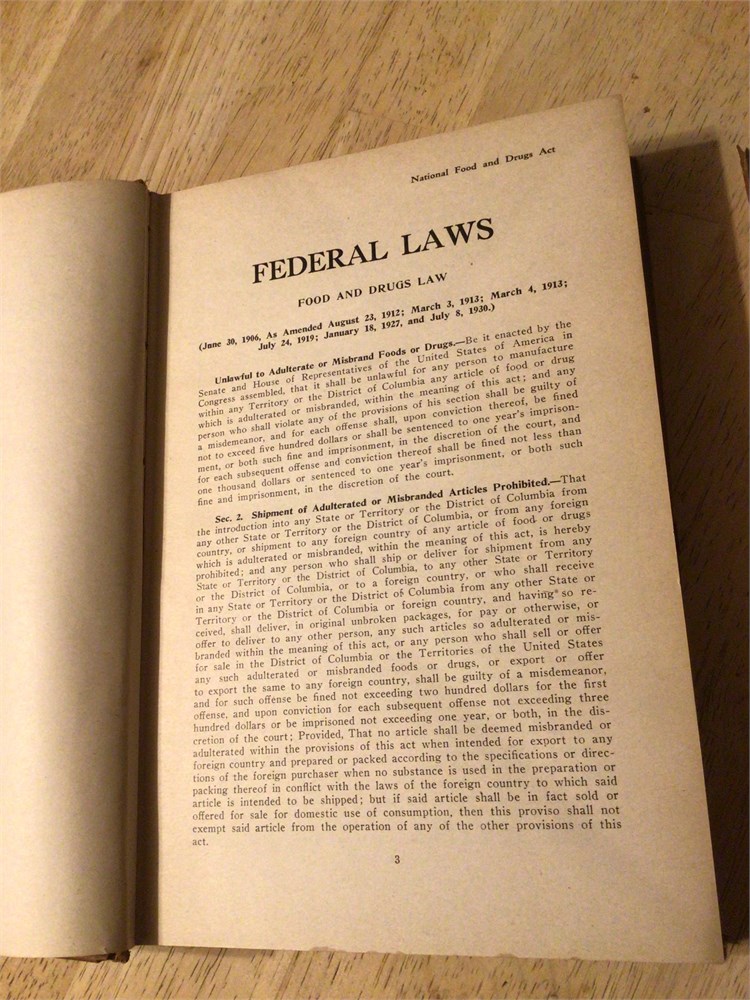 National Food and Drugs Act
FEDERAL LAWS
FOOD AND DRUGS LAW
(June 30, 1906, As Amended August 23, 1912; March 3, 1913; March 4, 1913;
July 24, 1919; January 18, 1927, and July 8, 1930.)
Unlawful to Adulterate or Misbrand Foods or Drugs.—Be it enacted by the
Senate and House of Representatives of the United States of America in
Congress assembled, that it shall be unlawful for any person to manufacture
within any Territory or the District of Columbia any article of food or drug
which is adulterated or misbranded, within the meaning of this act; and any
person who shall violate any of the provisions of his section shall be guilty of
a misdemeanor, and for each offense shall, upon conviction thereof, be fined
not to exceed five hundred dollars or shall be sentenced to one year's imprison-
ment, or both such fine and imprisonment, in the discretion of the court, and
for each subsequent offense and conviction thereof shall be fined not less than
one thousand dollars or sentenced to one year's imprisonment, or both such
fine and imprisonment, in the discretion of the court.
Sec. 2. Shipment of Adulterated or Misbranded Articles Prohibited.—That
the introduction into any State or Territory or the District of Columbia from
any other State or Territory or the District of Columbia, or from any foreign
country, or shipment to any foreign country of any article of food or drugs
which is adulterated or misbranded, within the meaning of this act, is hereby
prohibited; and any person who shall ship or deliver for shipment from any
State or Territory or the District of Columbia, to any other State or Territory
or the District of Columbia, or to a foreign country, or who shall receive
in any State or Territory or the District of Columbia from any other State or
Territory or the District of Columbia or foreign country, and having so re-
ceived, shall deliver, in original unbroken packages, for pay or otherwise, or
offer to deliver to any other person, any such articles so adulterated or mis-
branded within the meaning of this act, or any person who shall sell or offer
for sale in the District of Columbia or the Territories of the United States
any such adulterated or misbranded foods or drugs, or export or offer
to export the same to any foreign country, shall be guilty of a misdemeanor,
and for such offense be fined not exceeding two hundred dollars for the first
offense, and upon conviction for each subsequent offense not exceeding three
hundred dollars or be imprisoned not exceeding one year, or both, in the dis-
cretion of the court; Provided, That no article shall be deemed misbranded or
adulterated within the provisions of this act when intended for export to any
foreign country and prepared or packed according to the specifications or direc-
tions of the foreign purchaser when no substance is used in the preparation or
packing thereof in conflict with the laws of the foreign country to which said
article is intended to be shipped; but if said article shall be in fact sold or
offered for sale for domestic use of consumption, then this proviso shall not
exempt said article from the operation of any of the other provisions of this
act.
3